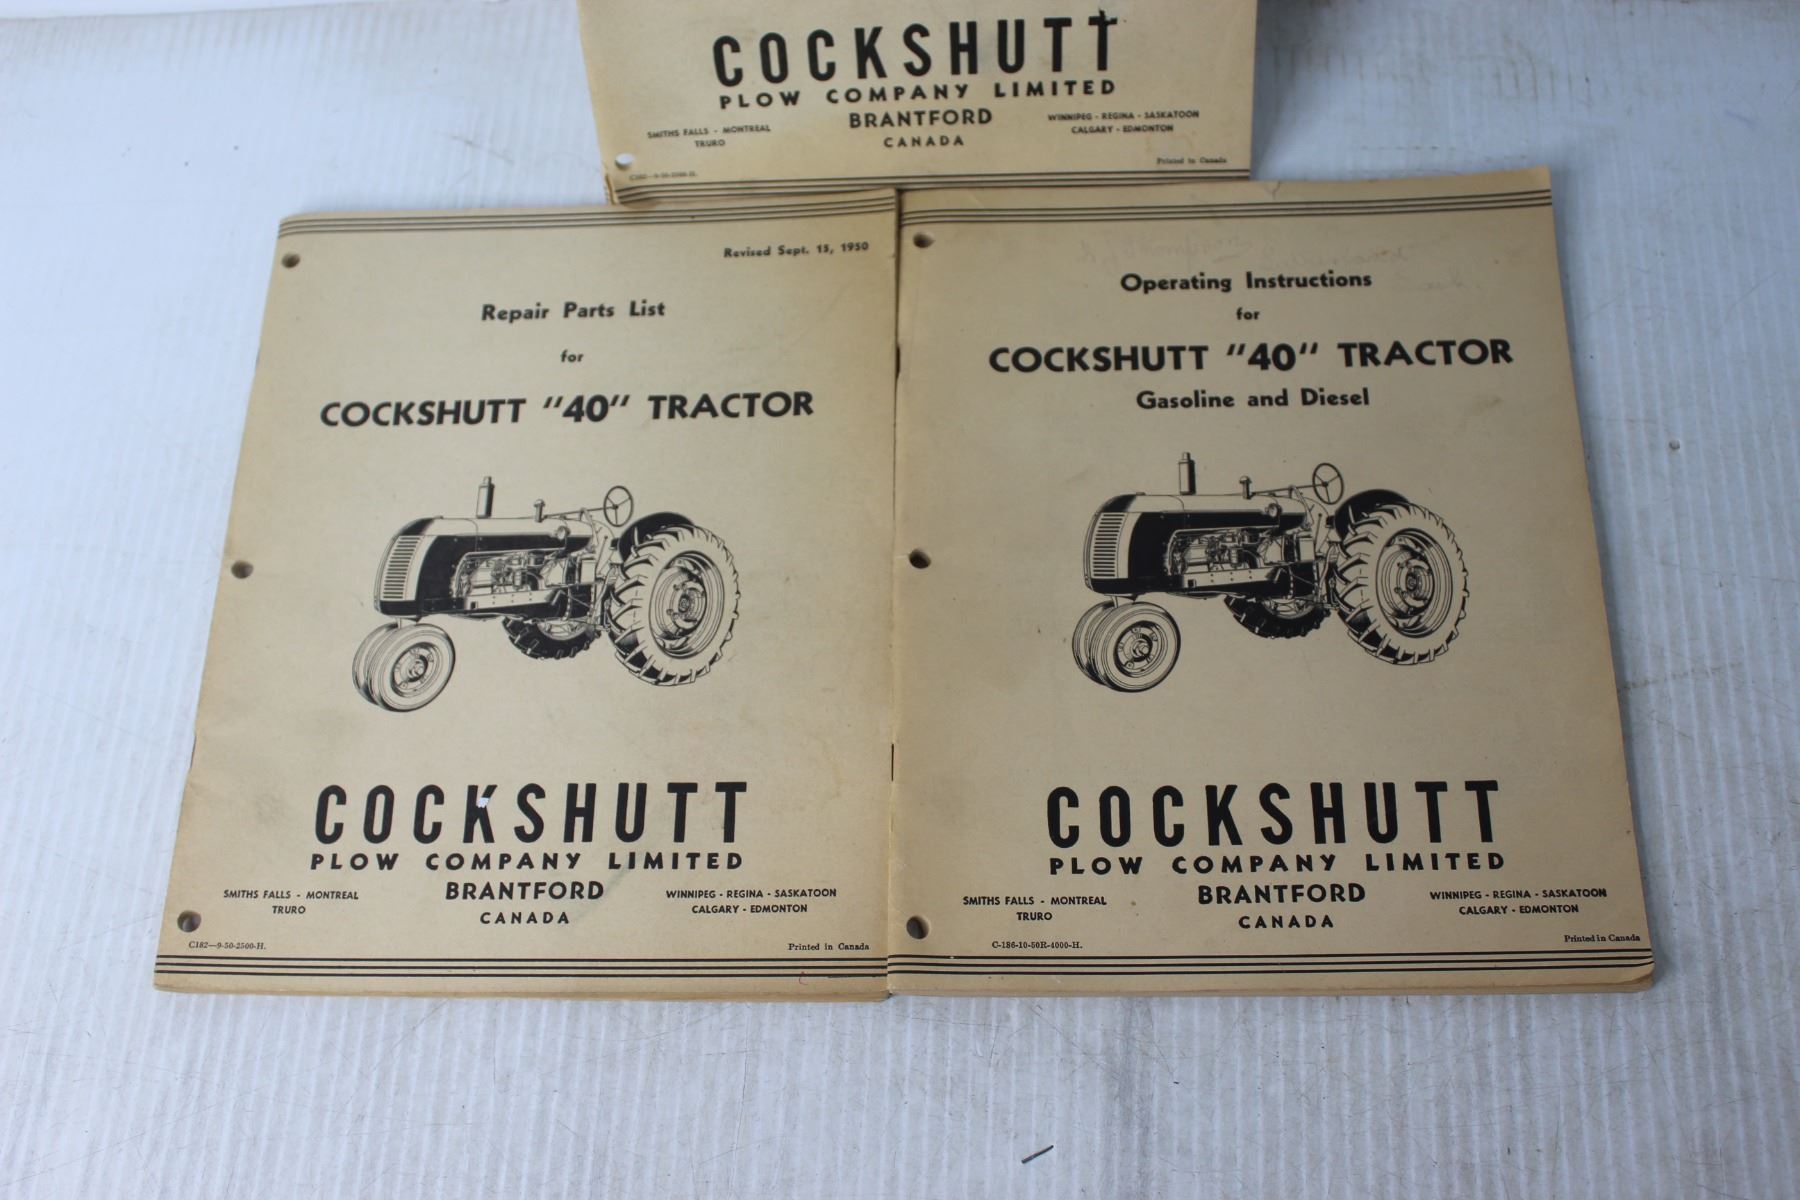 COCKSHUTT
PLOW COMPANY LIMITED
BRANTFORD
CANADA
SMITHS FALLS - MONTREAL
TRURO
WINNIPEG - REGINA - SASKATOON
CALGARY - EDMONTON
C182—9-50-2500-H.
Printed in Canada
Revised Sept. 15, 1950
Repair Parts List
for
COCKSHUTT "40" TRACTOR
COCKSHUTT
PLOW COMPANY LIMITED
BRANTFORD
CANADA
SMITHS FALLS - MONTREAL
TRURO
WINNIPEG - REGINA - SASKATOON
CALGARY - EDMONTON
C182—9-50-2500-H.
Printed in Canada
Operating Instructions
for
COCKSHUTT "40" TRACTOR
Gasoline and Diesel
COCKSHUTT
PLOW COMPANY LIMITED
BRANTFORD
CANADA
SMITHS FALLS - MONTREAL
TRURO
WINNIPEG - REGINA - SASKATOON
CALGARY - EDMONTON
C-186-10-50R-4000-H.
Printed in Canada